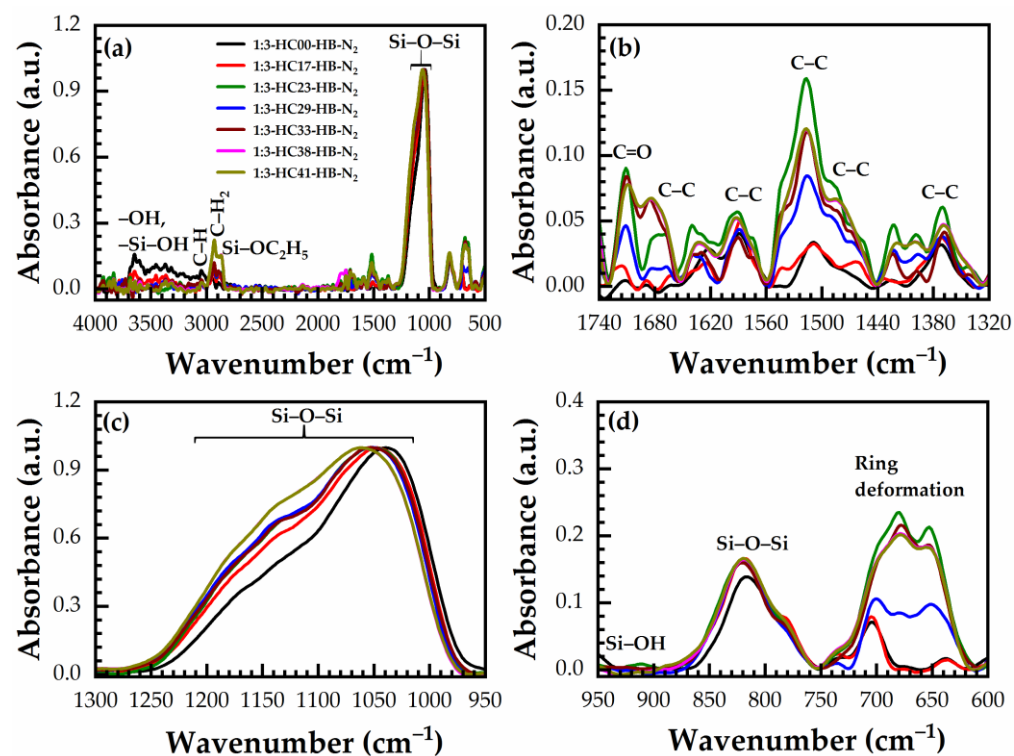 (a)
1:3-HC00-HB-N₂
1:3-HC17-HB-N₂
1:3-HC23-HB-N₂
1:3-HC29-HB-N₂
1:3-HC33-HB-N₂
1:3-HC38-HB-N₂
1:3-HC41-HB-N₂
Si–O–Si
–OH,
–Si–OH
C–H
C–H₂
Si–OC₂H₅
Absorbance (a.u.)
1.2
0.9
0.6
0.3
0.0
4000 3500 3000 2500 2000 1500 1000 500
Wavenumber (cm⁻¹)
(b)
C=O
C–C
C–C
C–C
C–C
C–C
Absorbance (a.u.)
0.20
0.15
0.10
0.05
0.00
1740 1680 1620 1560 1500 1440 1380 1320
Wavenumber (cm⁻¹)
(c)
Si–O–Si
Absorbance (a.u.)
1.2
0.9
0.6
0.3
0.0
1300 1250 1200 1150 1100 1050 1000 950
Wavenumber (cm⁻¹)
(d)
Ring
deformation
Si–O–Si
Si–OH
Absorbance (a.u.)
0.4
0.3
0.2
0.1
0.0
950 900 850 800 750 700 650 600
Wavenumber (cm⁻¹)